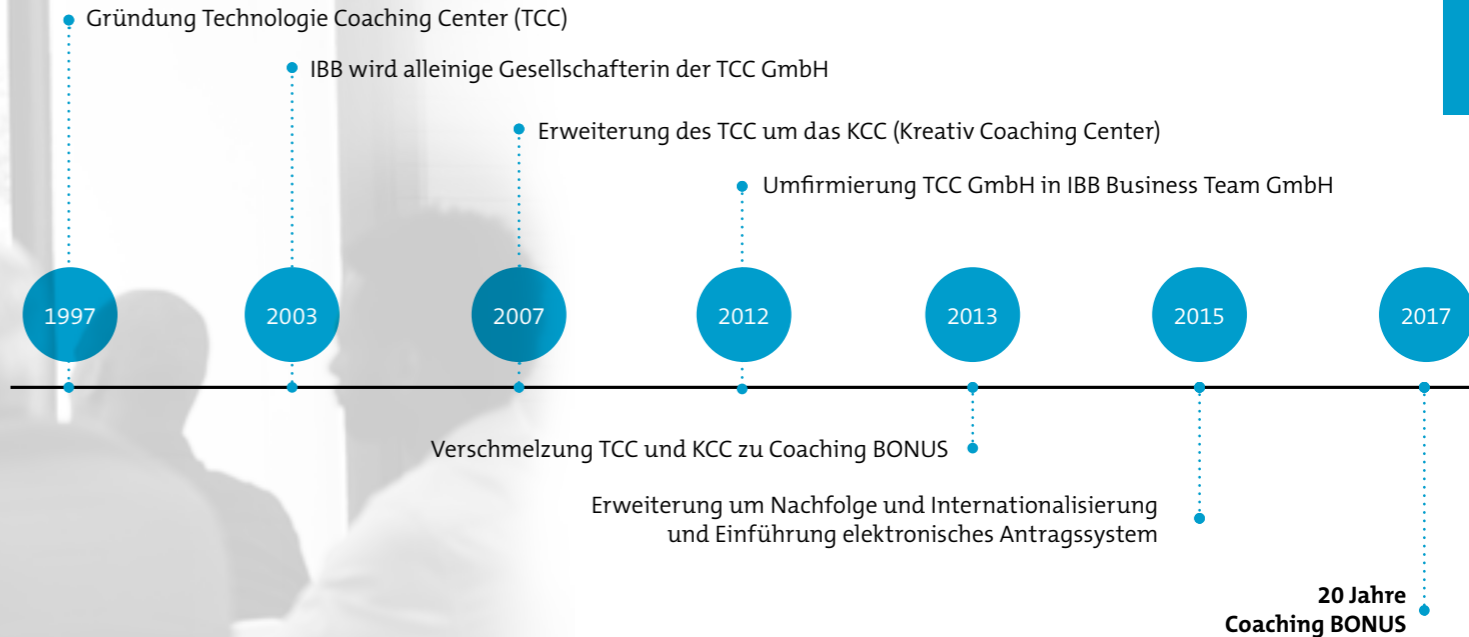 Gründung Technologie Coaching Center (TCC)
IBB wird alleinige Gesellschafterin der TCC GmbH
Erweiterung des TCC um das KCC (Kreativ Coaching Center)
Umfirmierung TCC GmbH in IBB Business Team GmbH
1997
2003
2007
2012
2013
2015
2017
Verschmelzung TCC und KCC zu Coaching BONUS
Erweiterung um Nachfolge und Internationalisierung
und Einführung elektronisches Antragssystem
20 Jahre
Coaching BONUS